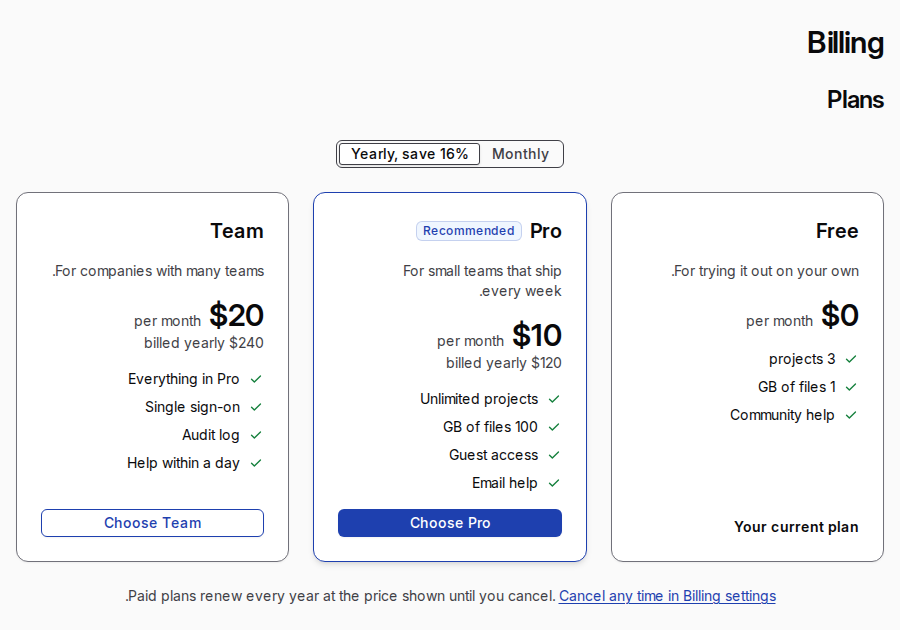 Billing
Plans
Yearly, save 16% Monthly
Free
.For trying it out on your own
per month $0
projects 3
GB of files 1
Community help
Your current plan
Recommended Pro
For small teams that ship
.every week
per month $10
billed yearly $120
Unlimited projects
GB of files 100
Guest access
Email help
Choose Pro
Team
.For companies with many teams
per month $20
billed yearly $240
Everything in Pro
Single sign-on
Audit log
Help within a day
Choose Team
.Paid plans renew every year at the price shown until you cancel. Cancel any time in Billing settings